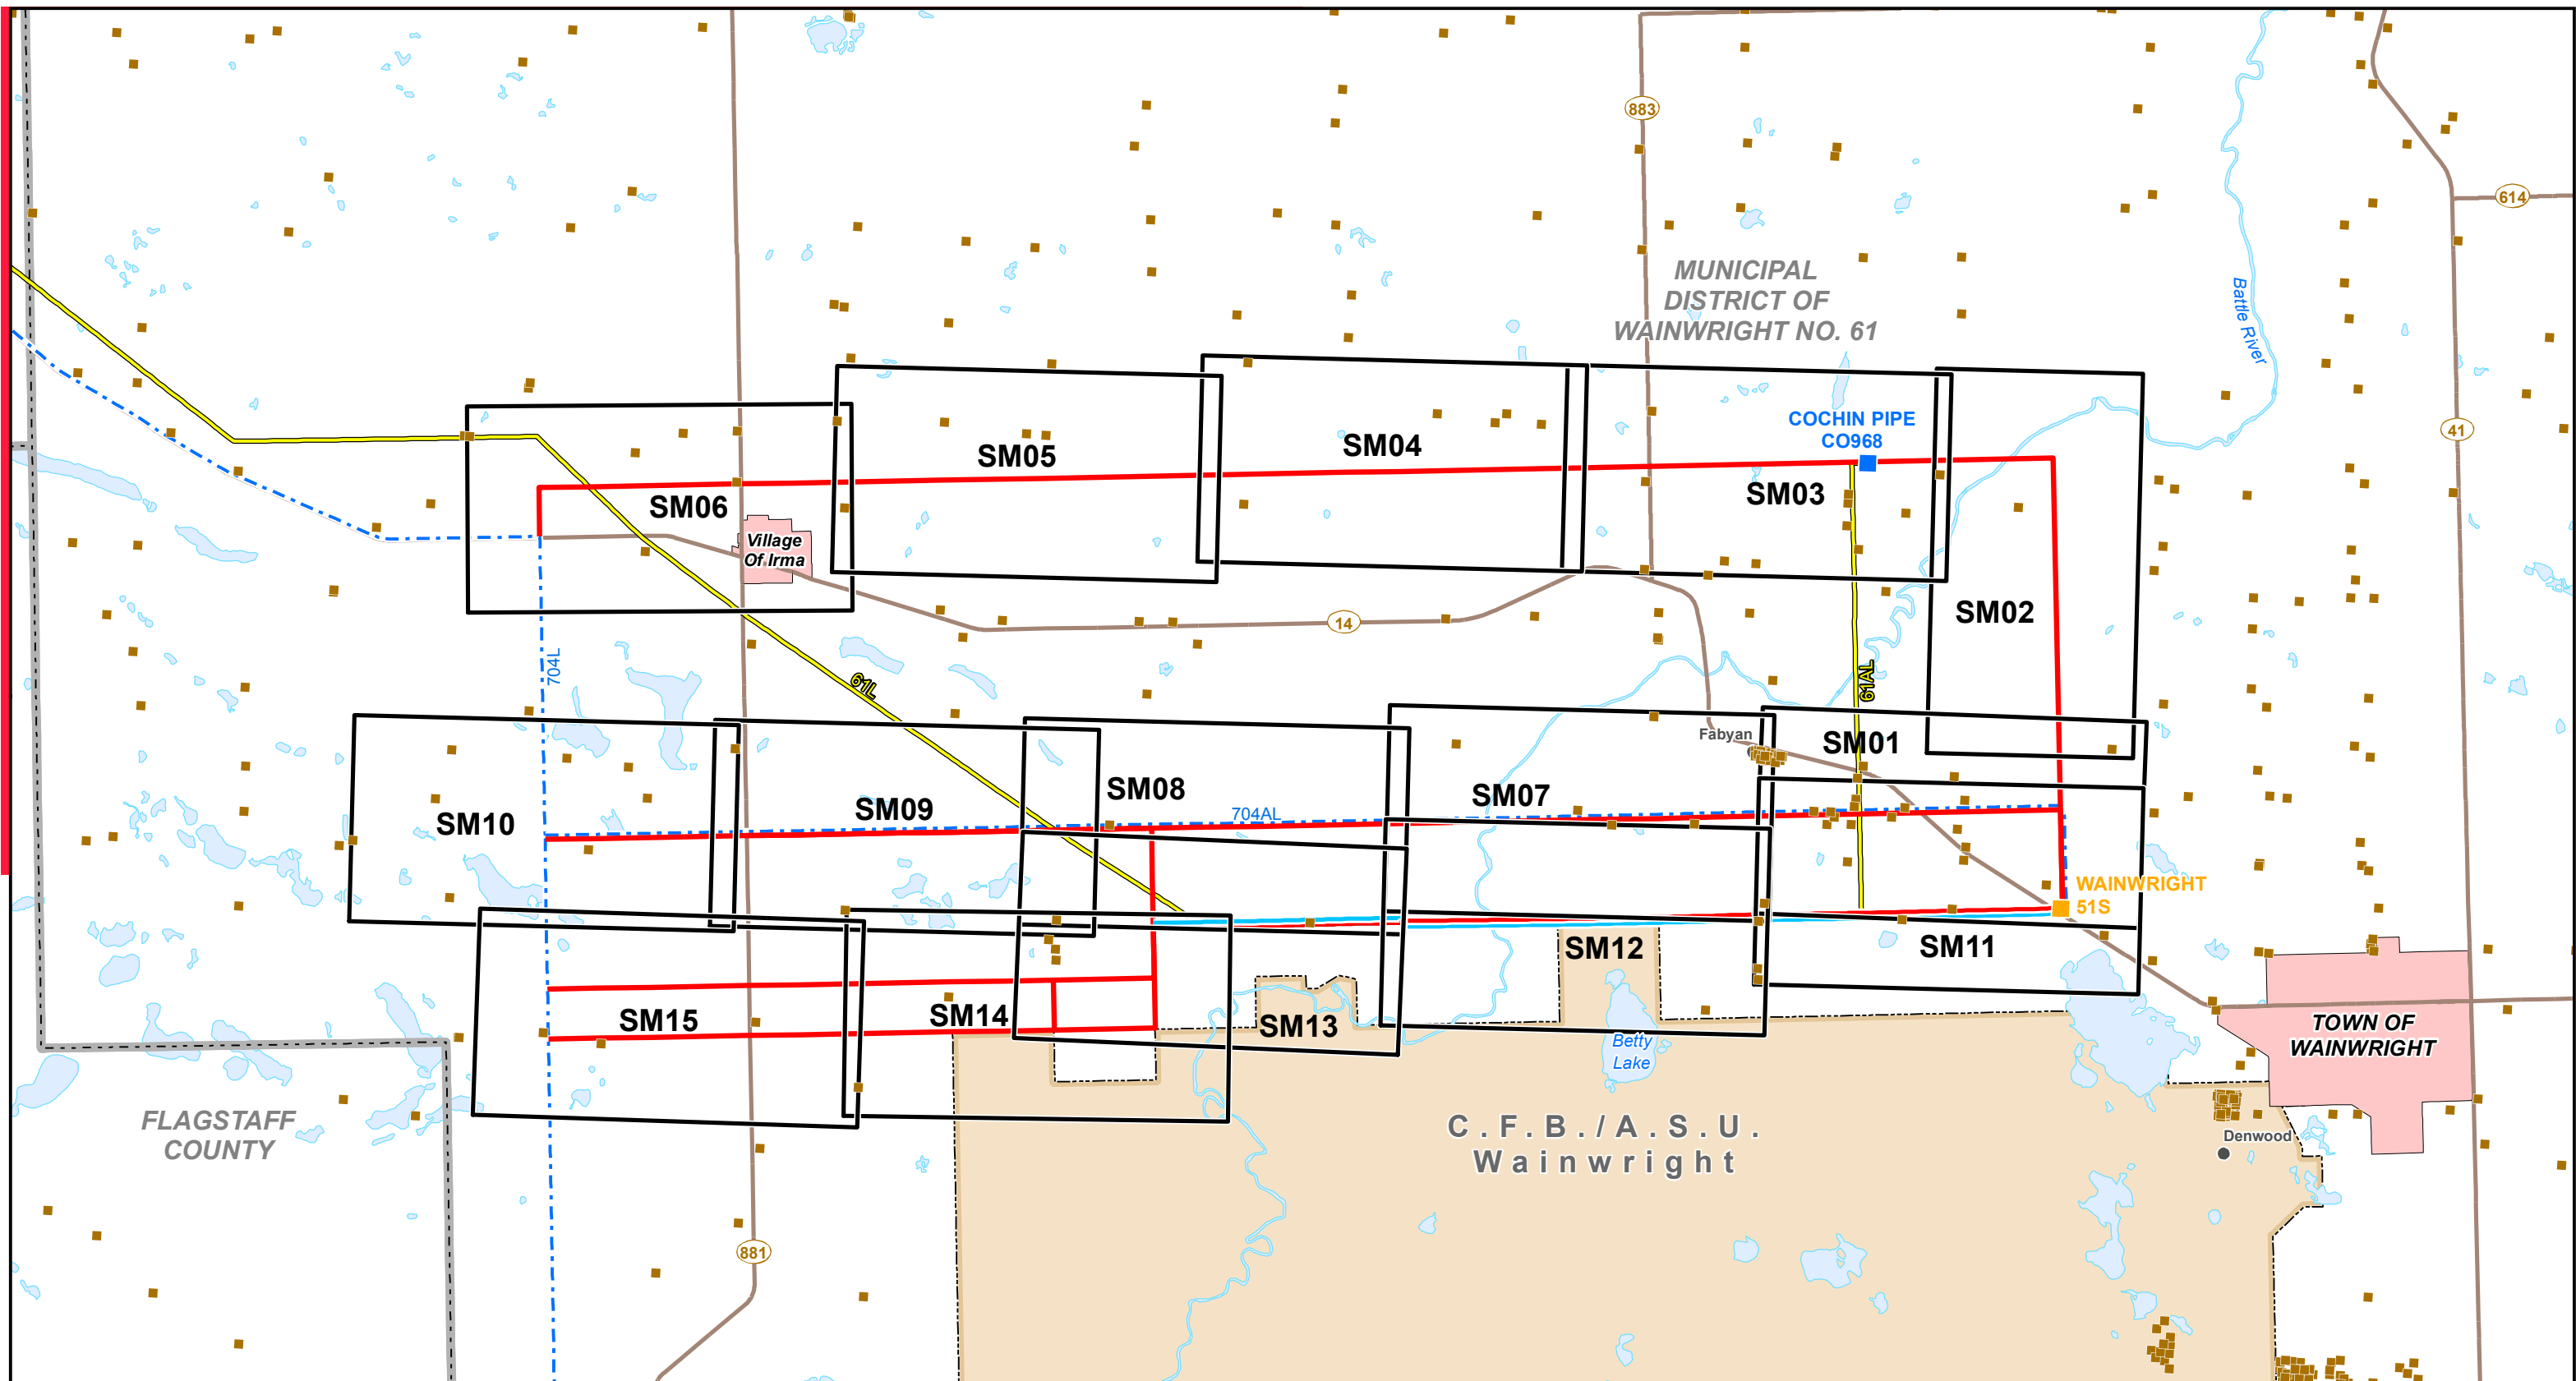 883
614
MUNICIPAL
DISTRICT OF
WAINWRIGHT NO. 61
Battle River
COCHIN PIPE
CO968
41
SM05
SM04
SM03
SM06
Village
Of Irma
SM02
14
704L
61L
61AL
Fabyan
SM01
SM10
SM09
SM08
704AL
SM07
WAINWRIGHT
51S
SM12
SM11
SM15
SM14
SM13
Betty
Lake
TOWN OF
WAINWRIGHT
FLAGSTAFF
COUNTY
C.F.B./A.S.U.
Wainwright
Denwood
881